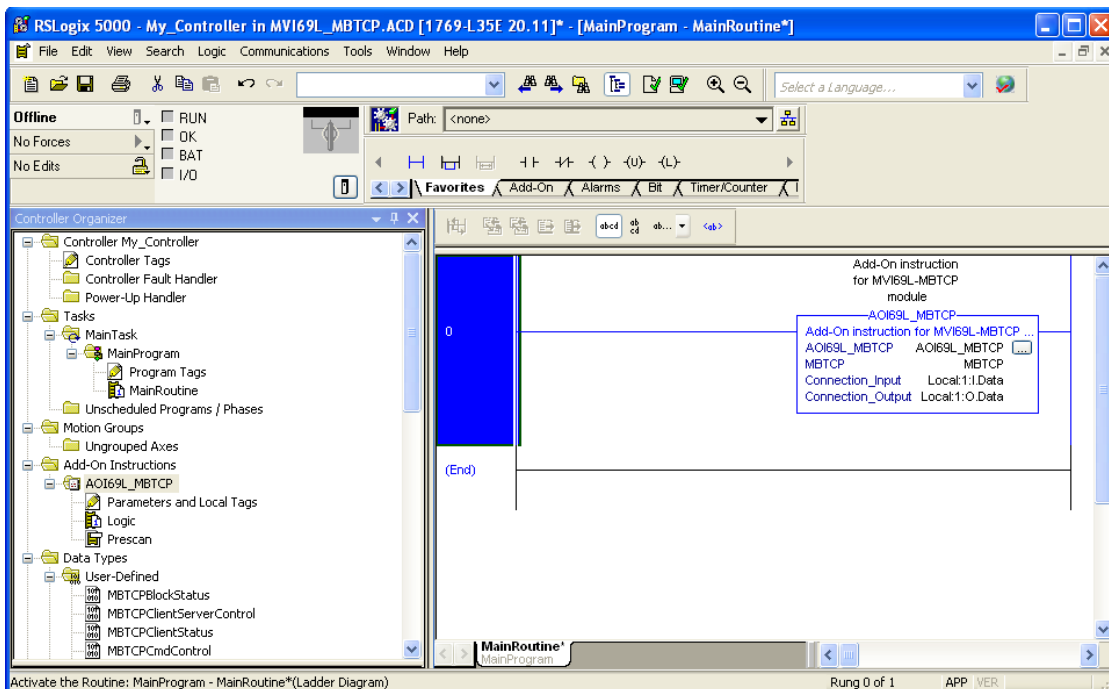 RSLogix 5000 - My_Controller in MVI69L_MBTCP.ACD [1769-L35E 20.11]* - [MainProgram - MainRoutine*]
File Edit View Search Logic Communications Tools Window Help
Select a Language...
Offline
RUN
No Forces
OK
No Edits
BAT
I/O
Path: <none>
Favorites Add-On Alarms Bit Timer/Counter
Controller Organizer
Controller My_Controller
Controller Tags
Controller Fault Handler
Power-Up Handler
Tasks
MainTask
MainProgram
Program Tags
MainRoutine
Unscheduled Programs / Phases
Motion Groups
Ungrouped Axes
Add-On Instructions
AOI69L_MBTCP
Parameters and Local Tags
Logic
Prescan
Data Types
User-Defined
MBTCPBlockStatus
MBTCPClientServerControl
MBTCPClientStatus
MBTCPCmdControl
abcd ab cd ab... <ab>
Add-On instruction
for MVI69L-MBTCP
module
AOI69L_MBTCP
0
Add-On instruction for MVI69L-MBTCP ...
AOI69L_MBTCP AOI69L_MBTCP ...
MBTCP MBTCP
Connection_Input Local:1:I.Data
Connection_Output Local:1:O.Data
(End)
MainRoutine*
MainProgram
Activate the Routine: MainProgram - MainRoutine*(Ladder Diagram)
Rung 0 of 1 APP VER